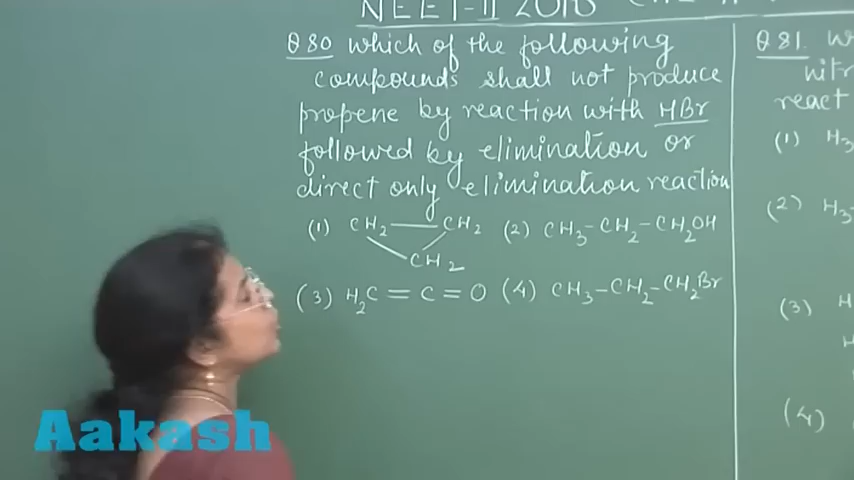 NEET-II 2016
Q80 which of the following
compounds shall not produce
propene by reaction with HBr
followed by elimination or
direct only elimination reaction
(1) CH2 — CH2
CH2
(2) CH3-CH2-CH2OH
(3) H2C = C = O
(4) CH3-CH2-CH2Br
Q81.
nitr
react
(1) H3
(2) H3-
(3) H
H
(4)
Aakash